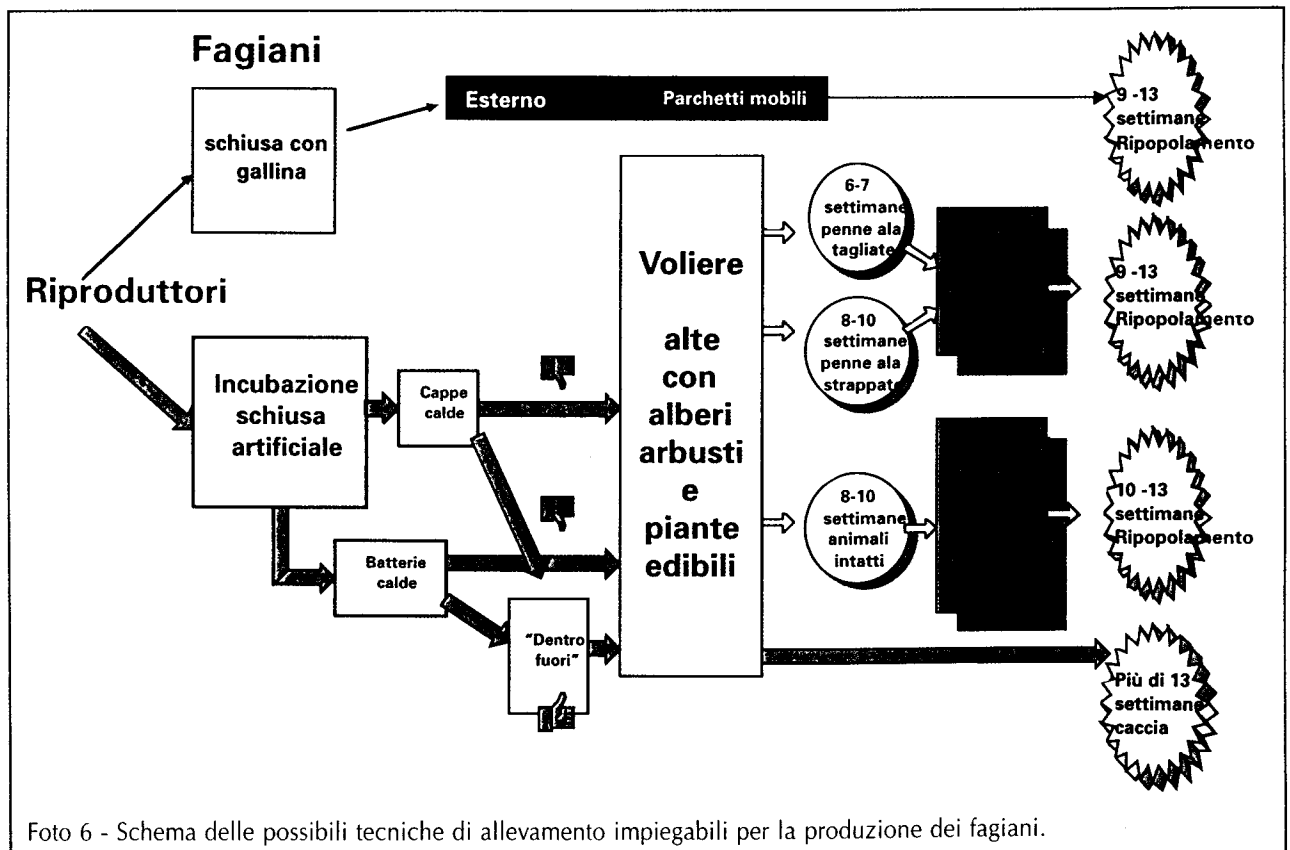 Fagiani
schiusa con
gallina
Esterno Parchetti mobili
9 -13
settimane
Ripopolamento
Riproduttori
Incubazione
schiusa
artificiale
Cappe
calde
Batterie
calde
"Dentro
fuori"
Voliere
alte
con
alberi
arbusti
e
piante
edibili
6-7
settimane
penne ala
tagliate
8-10
settimane
penne ala
strappate
9 -13
settimane
Ripopolamento
8-10
settimane
animali
intatti
10 -13
settimane
Ripopolamento
Più di 13
settimane
caccia
Foto 6 - Schema delle possibili tecniche di allevamento impiegabili per la produzione dei fagiani.